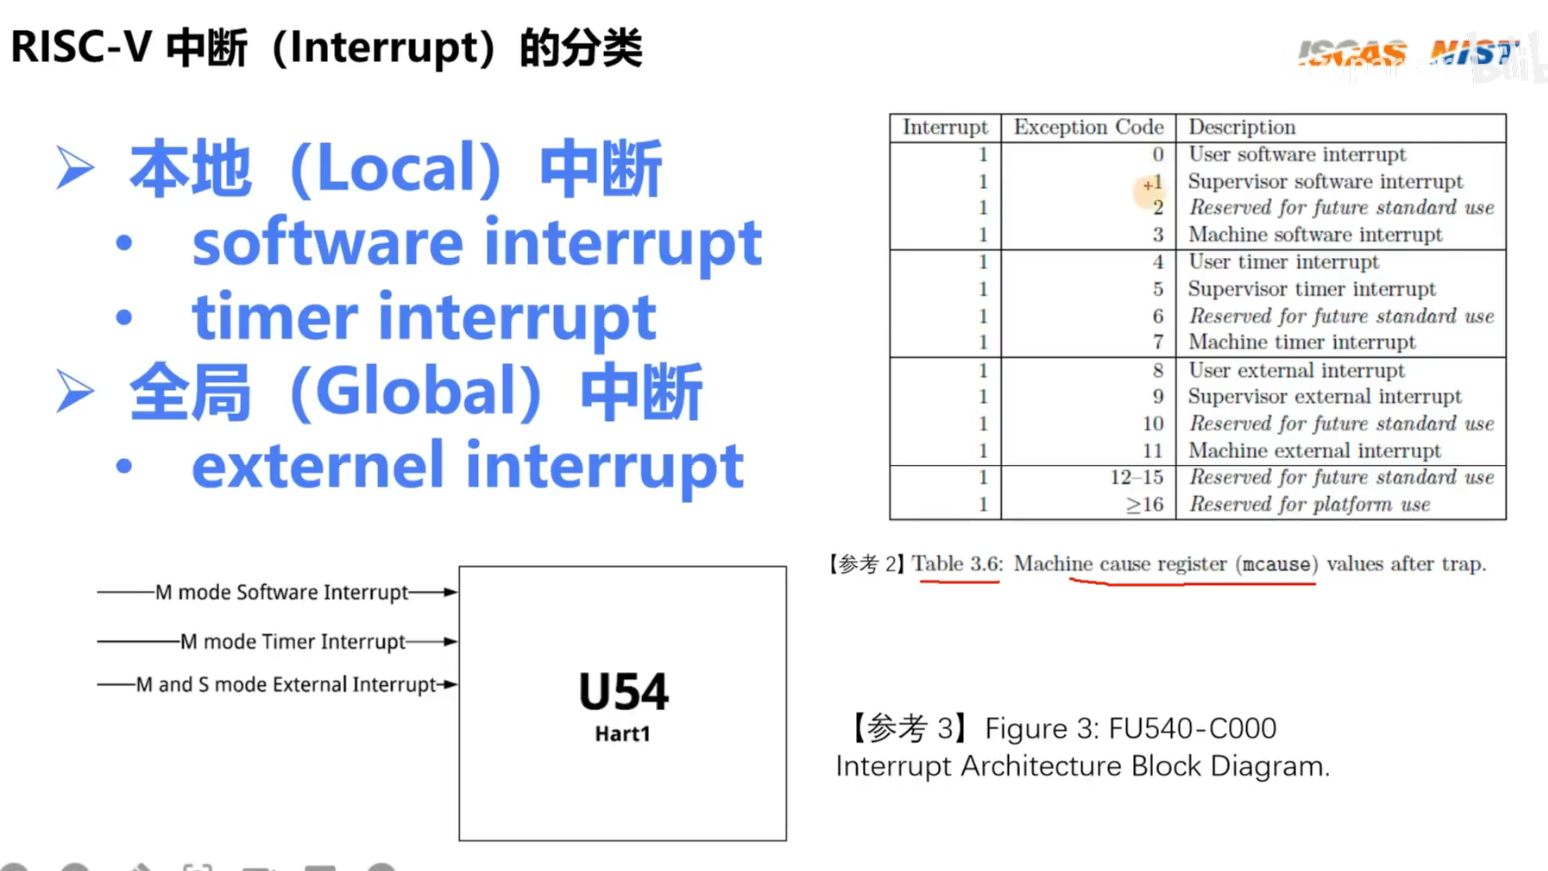 RISC-V 中断（Interrupt）的分类
ISCAS NIST
➢ 本地（Local）中断
• software interrupt
• timer interrupt
➢ 全局（Global）中断
• externel interrupt
Interrupt Exception Code Description
1 0 User software interrupt
1 1 Supervisor software interrupt
1 2 Reserved for future standard use
1 3 Machine software interrupt
1 4 User timer interrupt
1 5 Supervisor timer interrupt
1 6 Reserved for future standard use
1 7 Machine timer interrupt
1 8 User external interrupt
1 9 Supervisor external interrupt
1 10 Reserved for future standard use
1 11 Machine external interrupt
1 12–15 Reserved for future standard use
1 ≥16 Reserved for platform use
【参考 2】Table 3.6: Machine cause register (mcause) values after trap.
M mode Software Interrupt
M mode Timer Interrupt
M and S mode External Interrupt
U54
Hart1
【参考 3】Figure 3: FU540-C000
Interrupt Architecture Block Diagram.